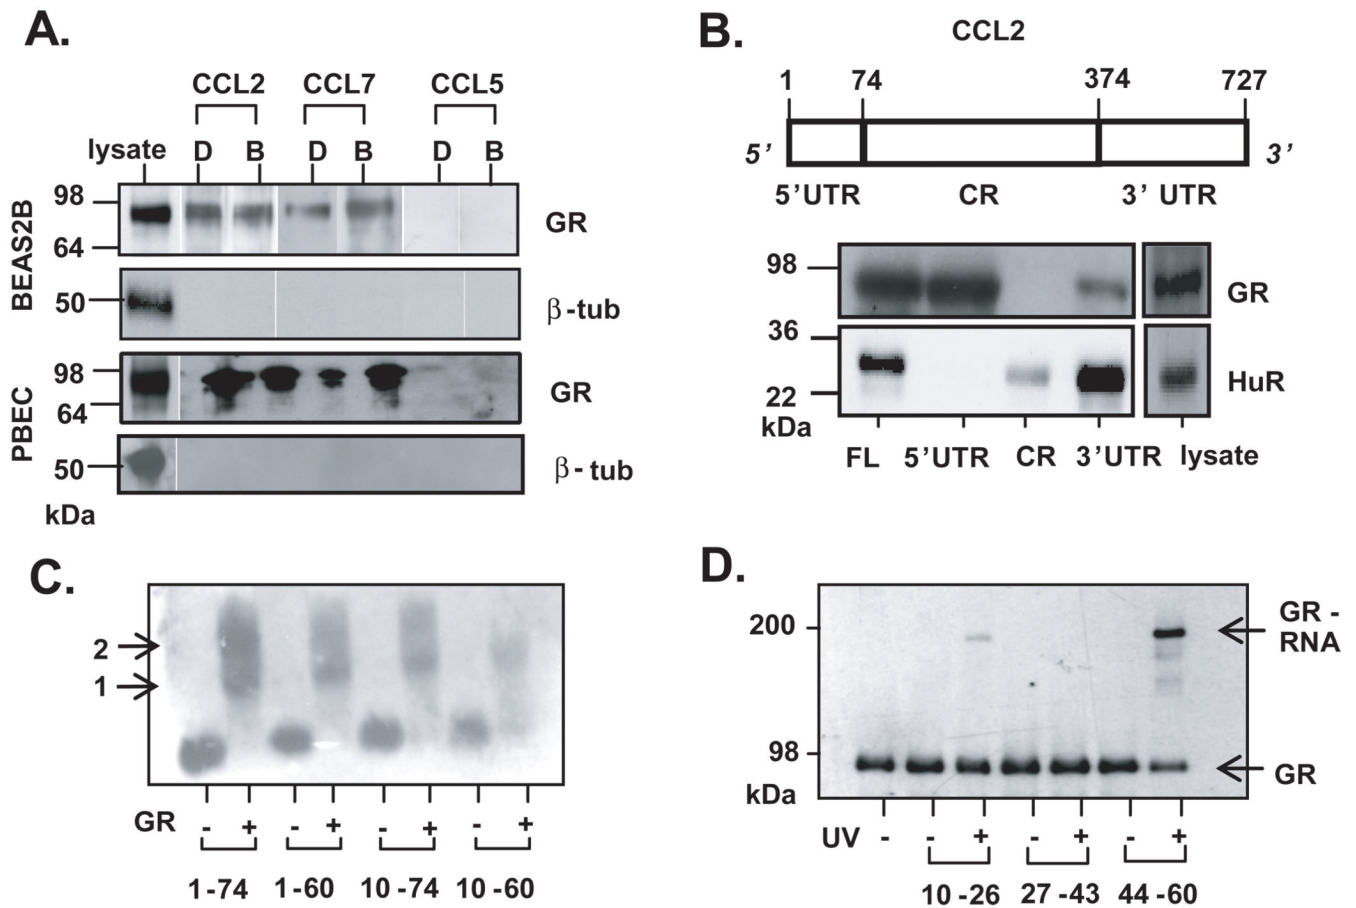 A.
CCL2 CCL7 CCL5
lysate D B D B D B
BEAS2B
98
64
GR
50
β-tub
PBEC
98
64
GR
50
β- tub
kDa
B.
CCL2
1 74 374 727
5’ 3’
5’UTR CR 3’ UTR
98
GR
36
22
HuR
kDa
FL 5’UTR CR 3’UTR lysate
C.
2
1
GR - + - + - + - +
1-74 1-60 10-74 10-60
D.
200
GR -
RNA
98
GR
kDa
UV - - + - + - +
10-26 27-43 44-60